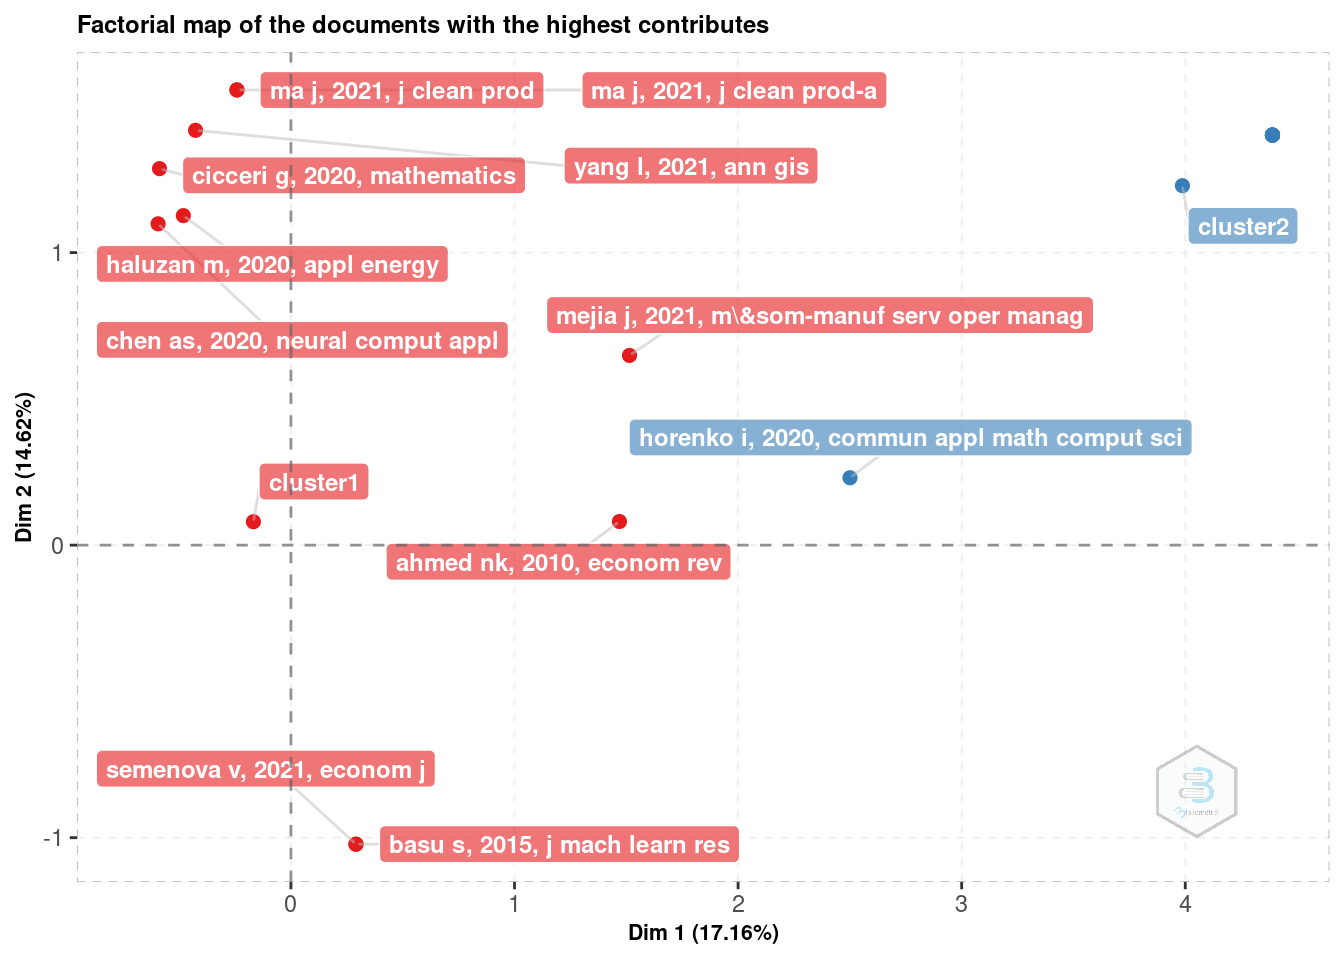 Factorial map of the documents with the highest contributes
ma j, 2021, j clean prod
ma j, 2021, j clean prod-a
yang l, 2021, ann gis
cicceri g, 2020, mathematics
cluster2
1
haluzan m, 2020, appl energy
mejia j, 2021, m\&som-manuf serv oper manag
chen as, 2020, neural comput appl
horenko i, 2020, commun appl math comput sci
cluster1
Dim 2 (14.62%)
0
ahmed nk, 2010, econom rev
semenova v, 2021, econom j
-1
basu s, 2015, j mach learn res
0
1
2
3
4
Dim 1 (17.16%)